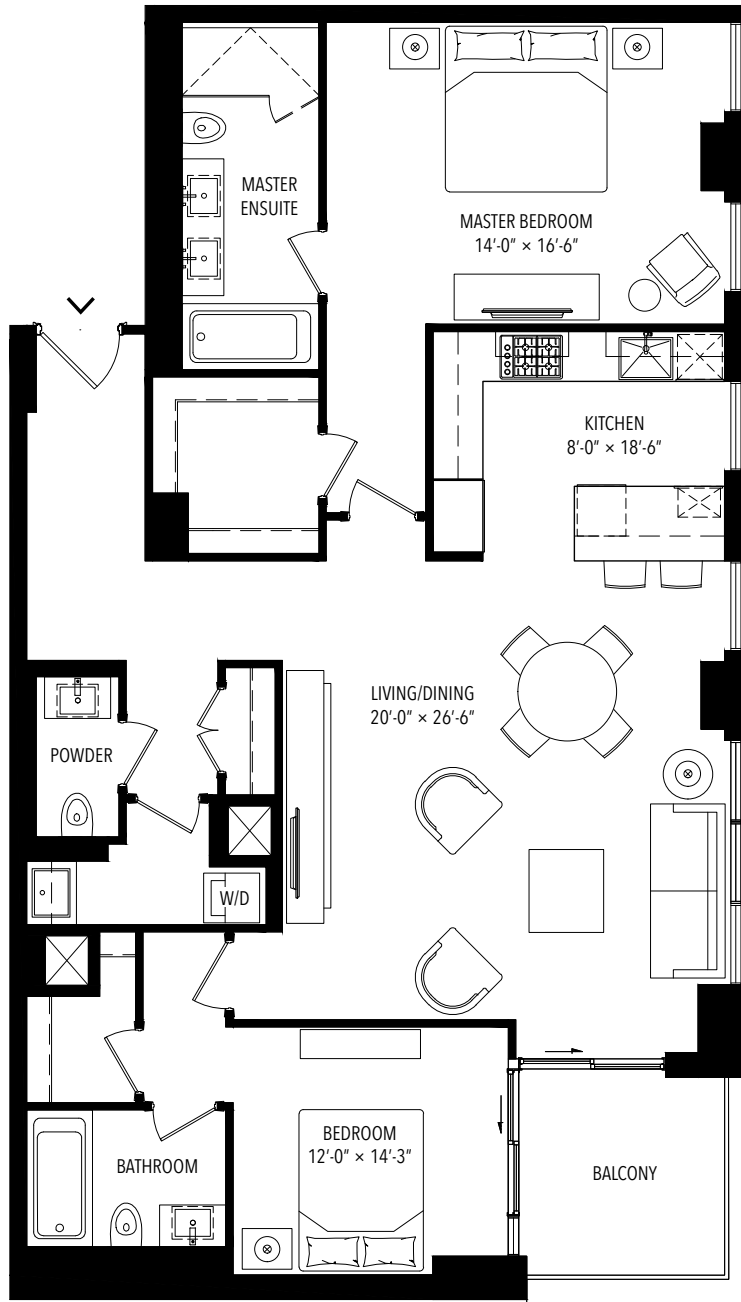 MASTER
ENSUITE
MASTER BEDROOM
14'-0" × 16'-6"
KITCHEN
8'-0" × 18'-6"
LIVING/DINING
20'-0" × 26'-6"
POWDER
W/D
BEDROOM
12'-0" × 14'-3"
BATHROOM
BALCONY